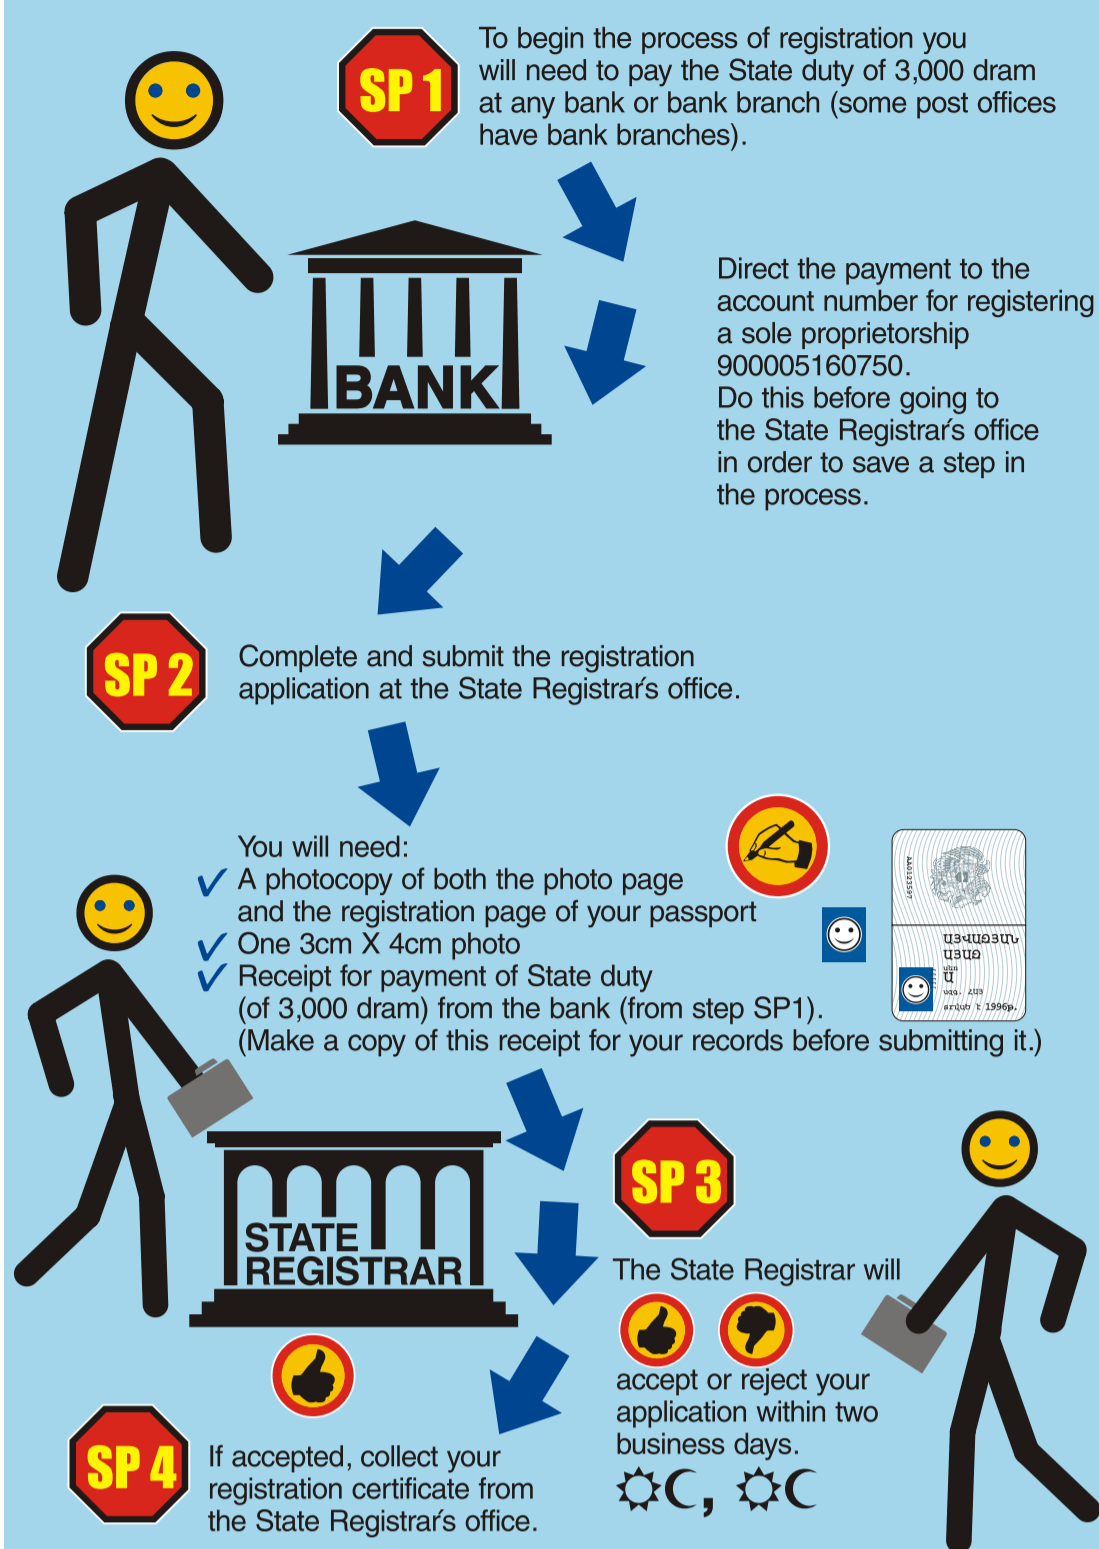 SP 1
To begin the process of registration you
will need to pay the State duty of 3,000 dram
at any bank or bank branch (some post offices
have bank branches).
BANK
Direct the payment to the
account number for registering
a sole proprietorship
900005160750.
Do this before going to
the State Registrar's office
in order to save a step in
the process.
SP 2
Complete and submit the registration
application at the State Registrar's office.
You will need:
✓ A photocopy of both the photo page
and the registration page of your passport
✓ One 3cm X 4cm photo
✓ Receipt for payment of State duty
(of 3,000 dram) from the bank (from step SP1).
(Make a copy of this receipt for your records before submitting it.)
AA0123597
ԱՅՎԱԶՅԱՆ
ԱՅԱԶ
սեռ
Ա
ազգ. ՀԱՅ
ծրված է 1996թ.
STATE
REGISTRAR
SP 3
The State Registrar will
accept or reject your
application within two
business days.
SP 4
If accepted, collect your
registration certificate from
the State Registrar's office.